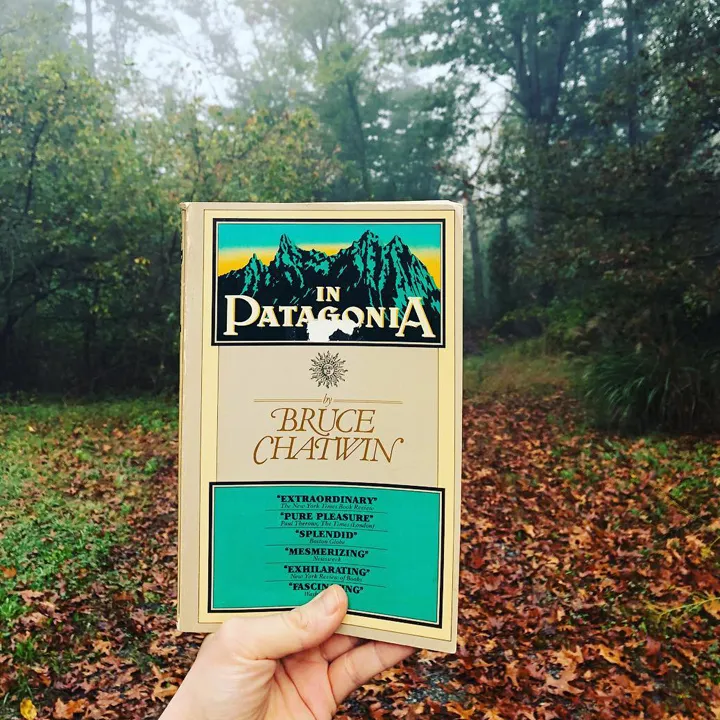 IN
PATAGONIA
by
BRUCE
CHATWIN
"EXTRAORDINARY"
The New York Times Book Review
"PURE PLEASURE"
Paul Theroux, The Times (London)
"SPLENDID"
Boston Globe
"MESMERIZING"
Newsweek
"EXHILARATING"
New York Review of Books